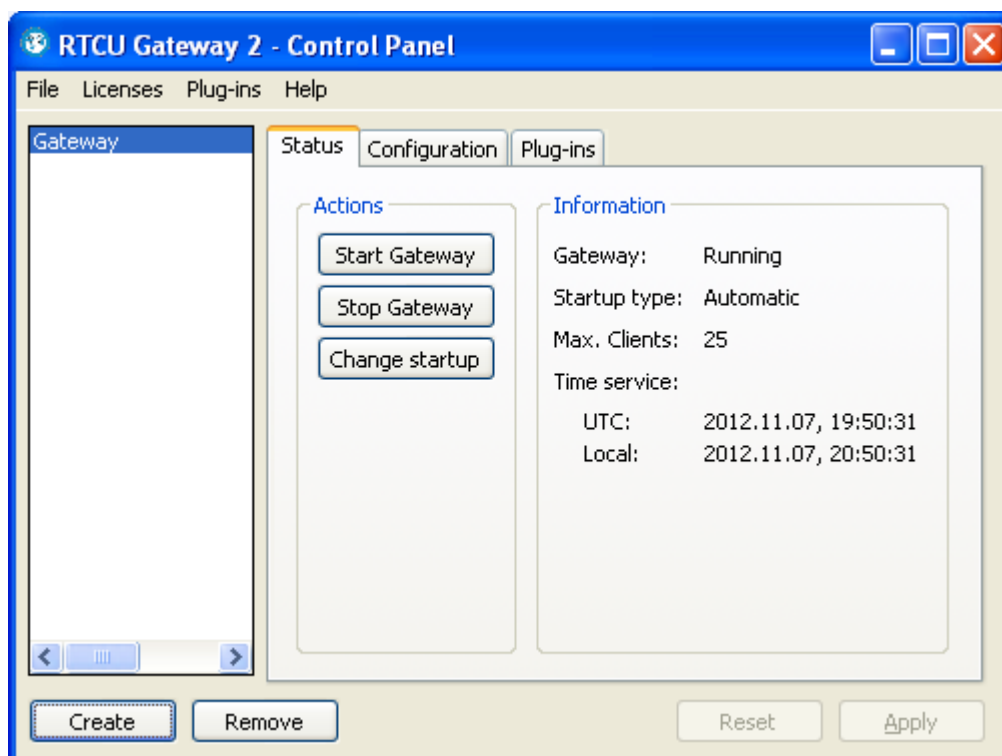 RTCU Gateway 2 - Control Panel
File Licenses Plug-ins Help
Gateway
Status Configuration Plug-ins
Actions
Start Gateway
Stop Gateway
Change startup
Information
Gateway: Running
Startup type: Automatic
Max. Clients: 25
Time service:
UTC: 2012.11.07, 19:50:31
Local: 2012.11.07, 20:50:31
Create Remove Reset Apply